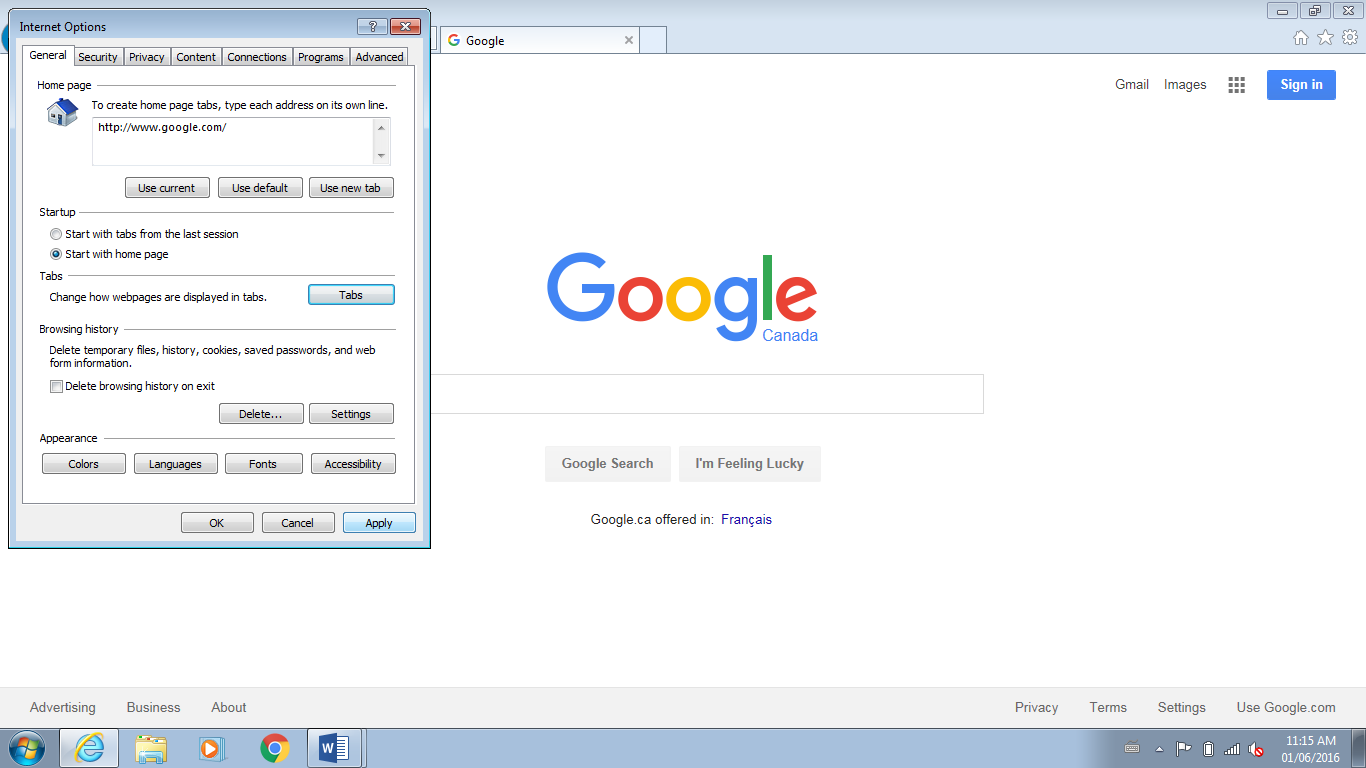 Internet Options
?
General Security Privacy Content Connections Programs Advanced
Home page
To create home page tabs, type each address on its own line.
http://www.google.com/
Use current Use default Use new tab
Startup
Start with tabs from the last session
Start with home page
Tabs
Change how webpages are displayed in tabs.
Tabs
Browsing history
Delete temporary files, history, cookies, saved passwords, and web
form information.
Delete browsing history on exit
Delete... Settings
Appearance
Colors Languages Fonts Accessibility
OK Cancel Apply
G Google
Gmail Images Sign in
Google
Canada
Google Search I'm Feeling Lucky
Google.ca offered in: Français
Advertising Business About Privacy Terms Settings Use Google.com
W
11:15 AM
01/06/2016